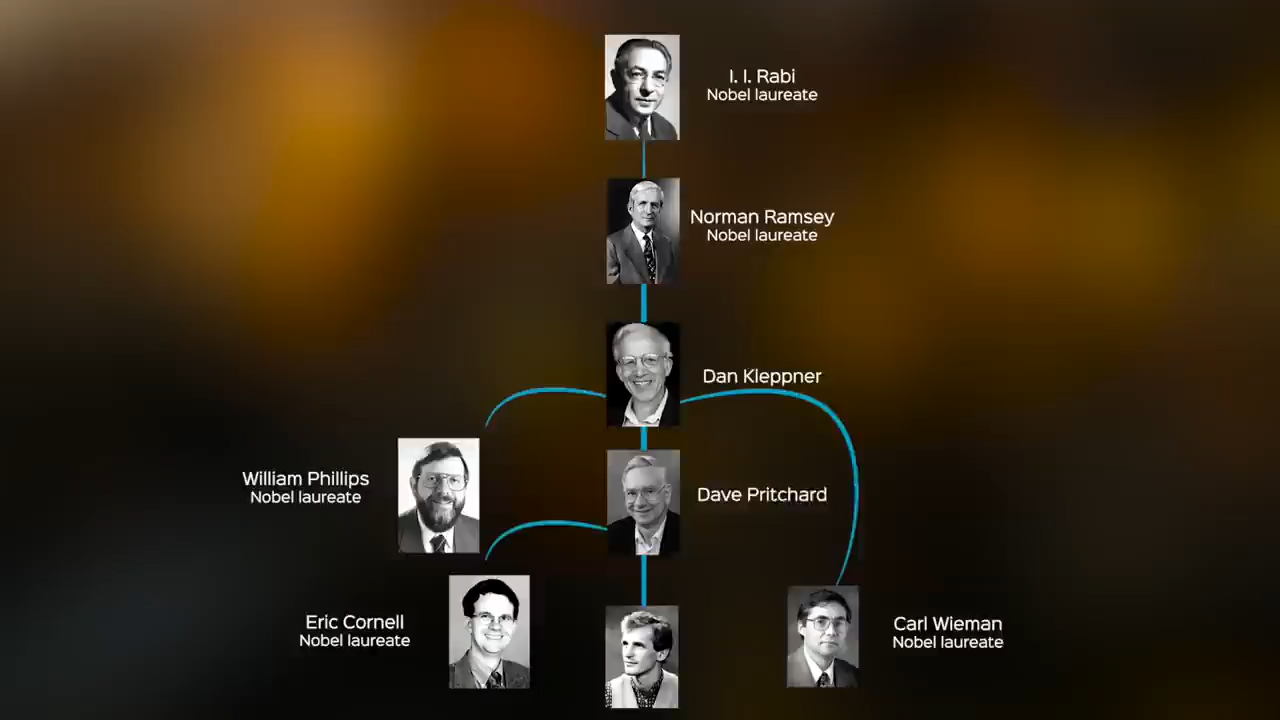 I. I. Rabi
Nobel laureate
Norman Ramsey
Nobel laureate
Dan Kleppner
William Phillips
Nobel laureate
Dave Pritchard
Eric Cornell
Nobel laureate
Carl Wieman
Nobel laureate